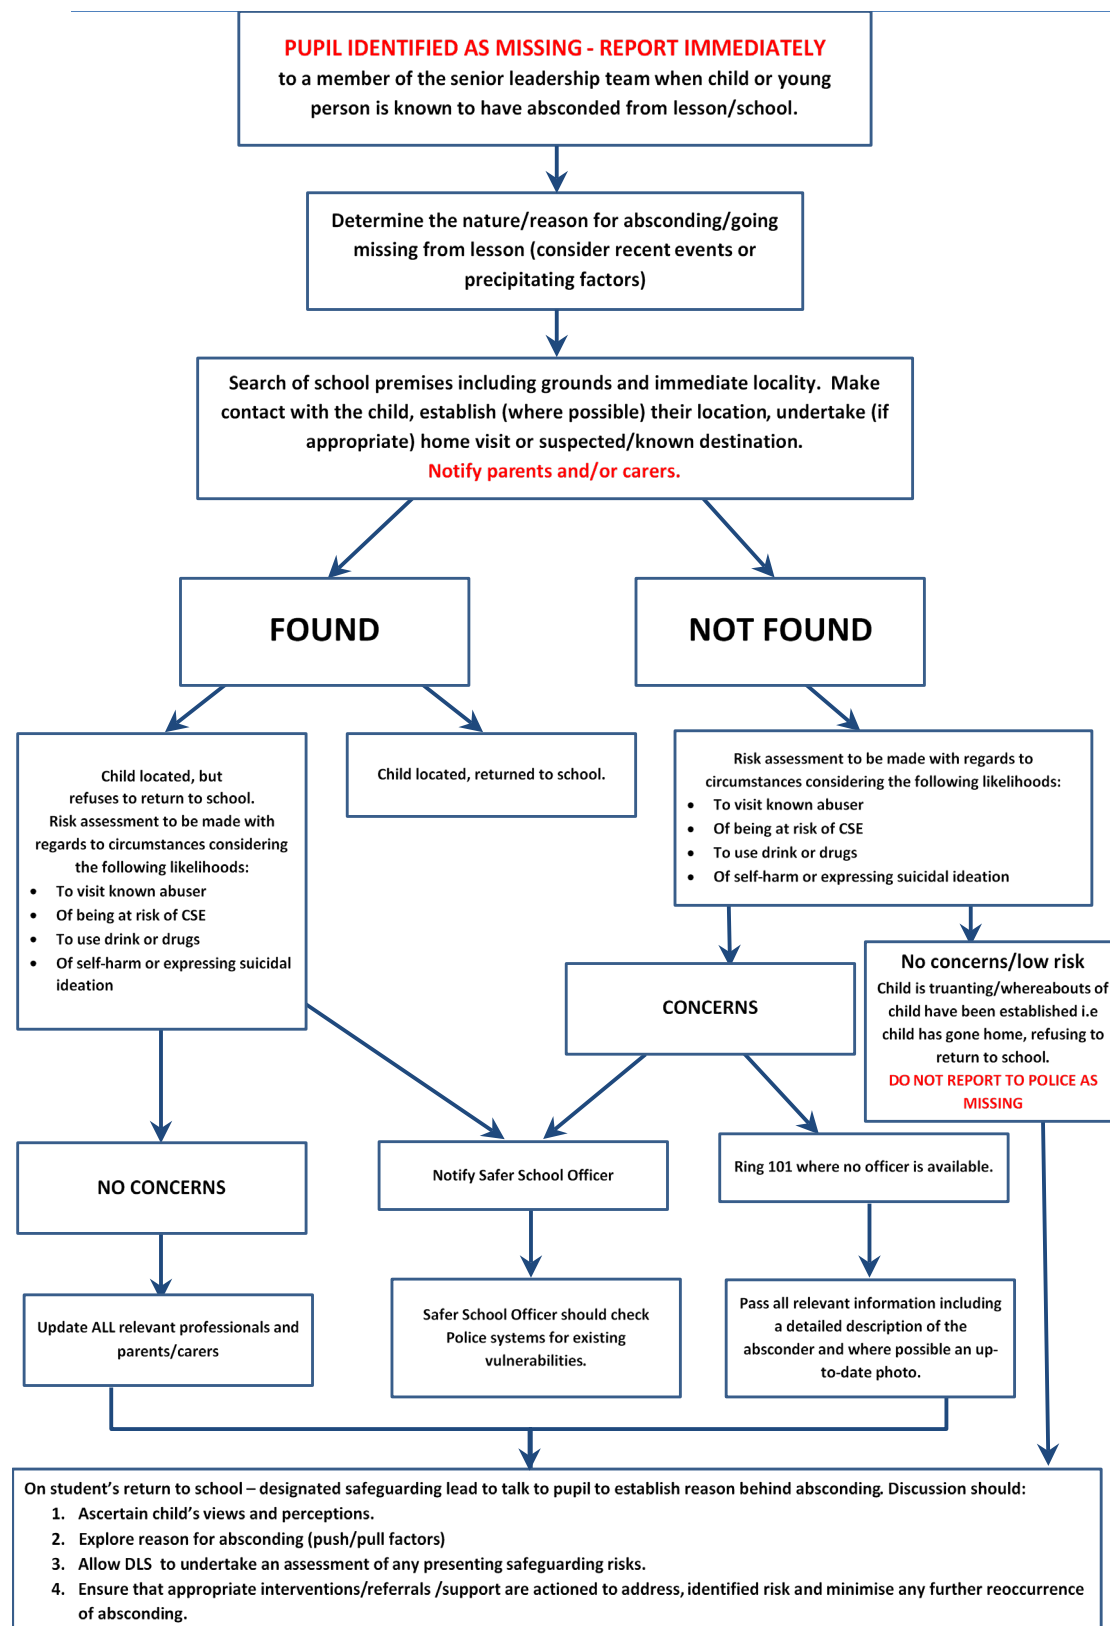 PUPIL IDENTIFIED AS MISSING - REPORT IMMEDIATELY
to a member of the senior leadership team when child or young
person is known to have absconded from lesson/school.
Determine the nature/reason for absconding/going
missing from lesson (consider recent events or
precipitating factors)
Search of school premises including grounds and immediate locality. Make
contact with the child, establish (where possible) their location, undertake (if
appropriate) home visit or suspected/known destination.
Notify parents and/or carers.
FOUND
NOT FOUND
Child located, but
refuses to return to school.
Risk assessment to be made with
regards to circumstances considering
the following likelihoods:
• To visit known abuser
• Of being at risk of CSE
• To use drink or drugs
• Of self-harm or expressing suicidal
ideation
Child located, returned to school.
Risk assessment to be made with regards to
circumstances considering the following likelihoods:
• To visit known abuser
• Of being at risk of CSE
• To use drink or drugs
• Of self-harm or expressing suicidal ideation
CONCERNS
No concerns/low risk
Child is truanting/whereabouts of
child have been established i.e
child has gone home, refusing to
return to school.
DO NOT REPORT TO POLICE AS
MISSING
NO CONCERNS
Notify Safer School Officer
Ring 101 where no officer is available.
Update ALL relevant professionals and
parents/carers
Safer School Officer should check
Police systems for existing
vulnerabilities.
Pass all relevant information including
a detailed description of the
absconder and where possible an up-
to-date photo.
On student's return to school – designated safeguarding lead to talk to pupil to establish reason behind absconding. Discussion should:
1. Ascertain child's views and perceptions.
2. Explore reason for absconding (push/pull factors)
3. Allow DLS to undertake an assessment of any presenting safeguarding risks.
4. Ensure that appropriate interventions/referrals /support are actioned to address, identified risk and minimise any further reoccurrence
of absconding.